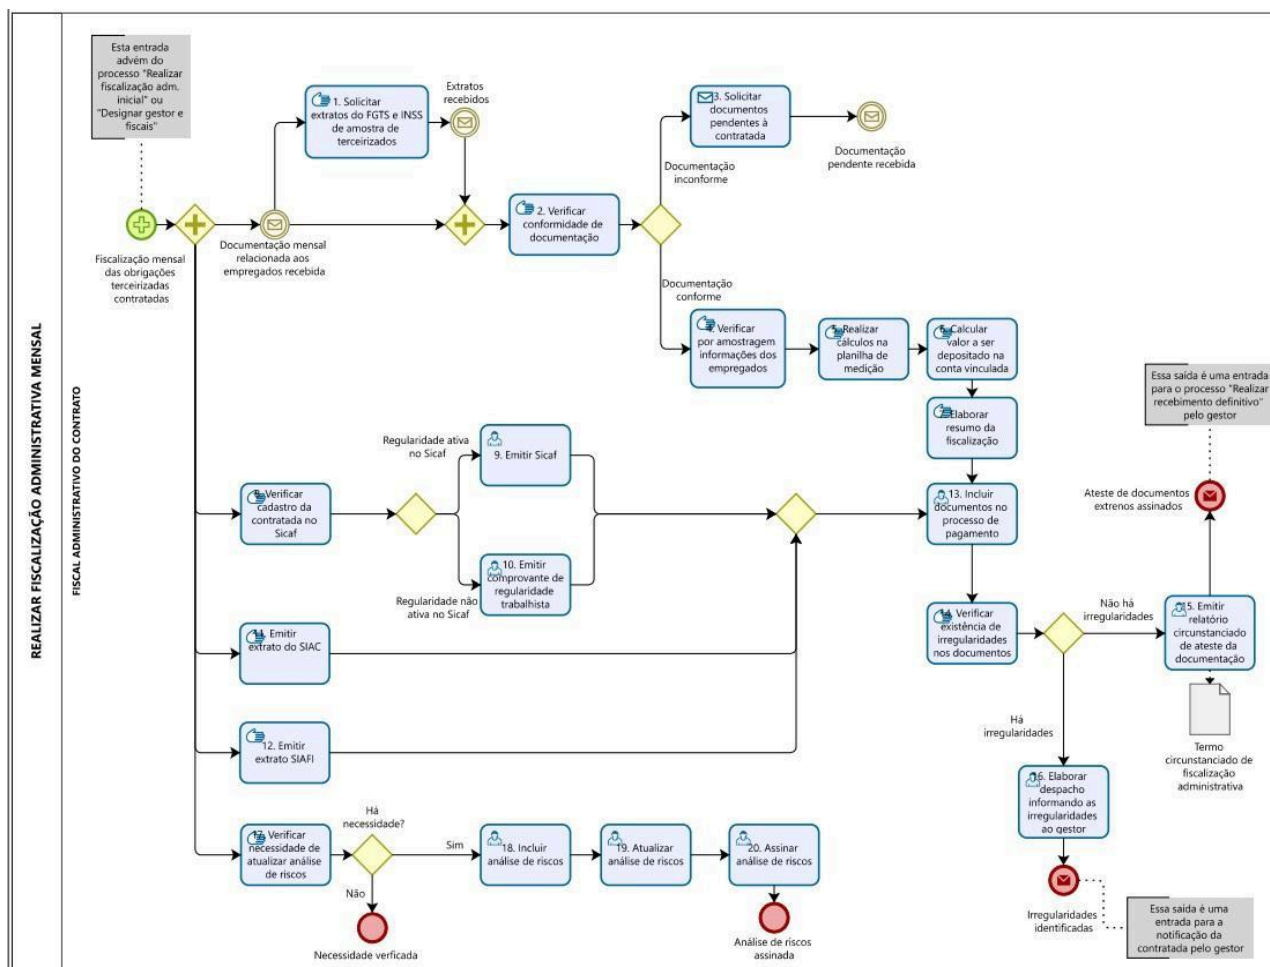 REALIZAR FISCALIZAÇÃO ADMINISTRATIVA MENSAL
FISCAL ADMINISTRATIVO DO CONTRATO
Esta entrada
advém do
processo "Realizar
fiscalização adm.
inicial" ou
"Designar gestor e
fiscais"
Fiscalização mensal
das obrigações
terceirizadas
contratadas
Documentação mensal
relacionada aos
empregados recebida
1. Solicitar
extratos do FGTS e INSS
de amostra de
terceirizados
Extratos
recebidos
2. Verificar
conformidade de
documentação
Documentação
inconforme
3. Solicitar
documentos
pendentes à
contratada
Documentação
pendente recebida
Documentação
conforme
4. Verificar
por amostragem
informações dos
empregados
5. Realizar
cálculos na
planilha de
medição
6. Calcular
valor a ser
depositado na
conta vinculada
7. Elaborar
resumo da
fiscalização
8. Verificar
cadastro da
contratada no
Sicaf
Regularidade ativa
no Sicaf
9. Emitir Sicaf
Regularidade não
ativa no Sicaf
10. Emitir
comprovante de
regularidade
trabalhista
11. Emitir
extrato do SIAC
12. Emitir
extrato SIAFI
13. Incluir
documentos no
processo de
pagamento
14. Verificar
existência de
irregularidades
nos documentos
Não há
irregularidades
15. Emitir
relatório
circunstanciado
de ateste da
documentação
Ateste de documentos
extrenos assinados
Essa saída é uma entrada
para o processo "Realizar
recebimento definitivo"
pelo gestor
Termo
circunstanciado de
fiscalização
administrativa
Há
irregularidades
16. Elaborar
despacho
informando as
irregularidades
ao gestor
Irregularidades
identificadas
Essa saída é uma
entrada para a
notificação da
contratada pelo gestor
17. Verificar
necessidade de
atualizar análise
de riscos
Há
necessidade?
Sim
Não
Necessidade verficada
18. Incluir
análise de riscos
19. Atualizar
análise de riscos
20. Assinar
análise de riscos
Análise de riscos
assinada